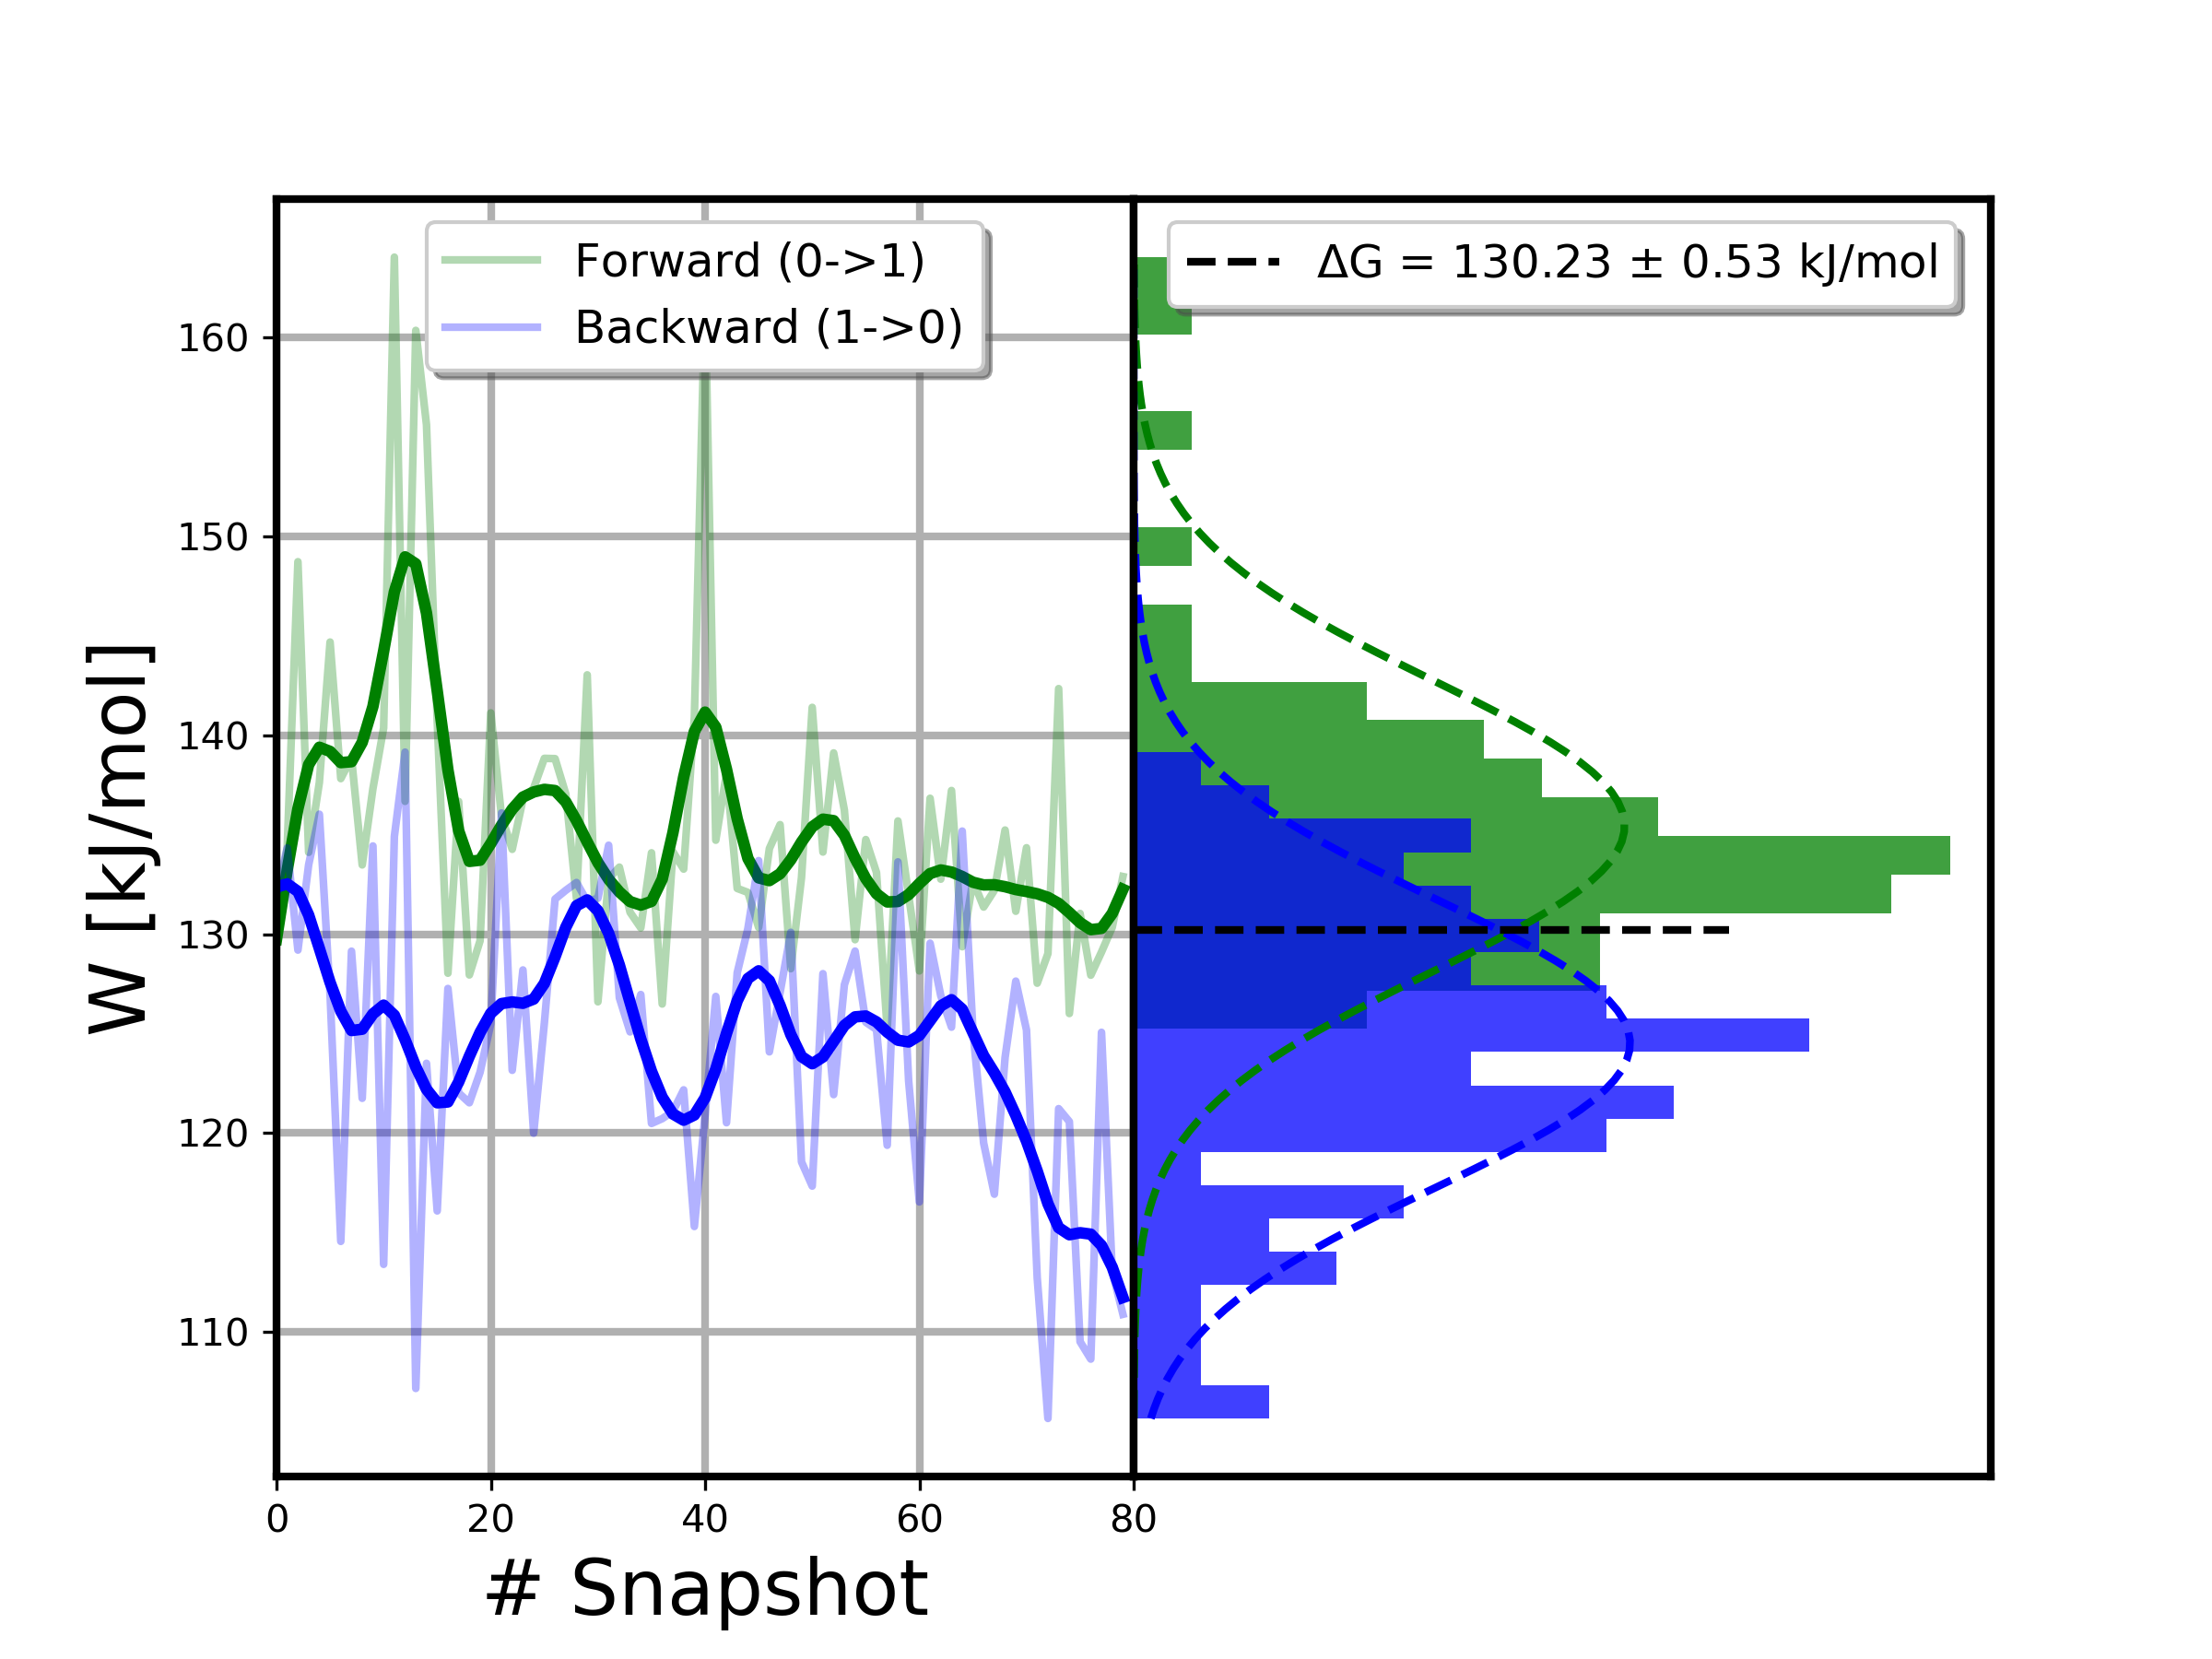 Forward (0->1)
Backward (1->0)
ΔG = 130.23 ± 0.53 kJ/mol
W [kJ/mol]
160
150
140
130
120
110
0 20 40 60 80
# Snapshot